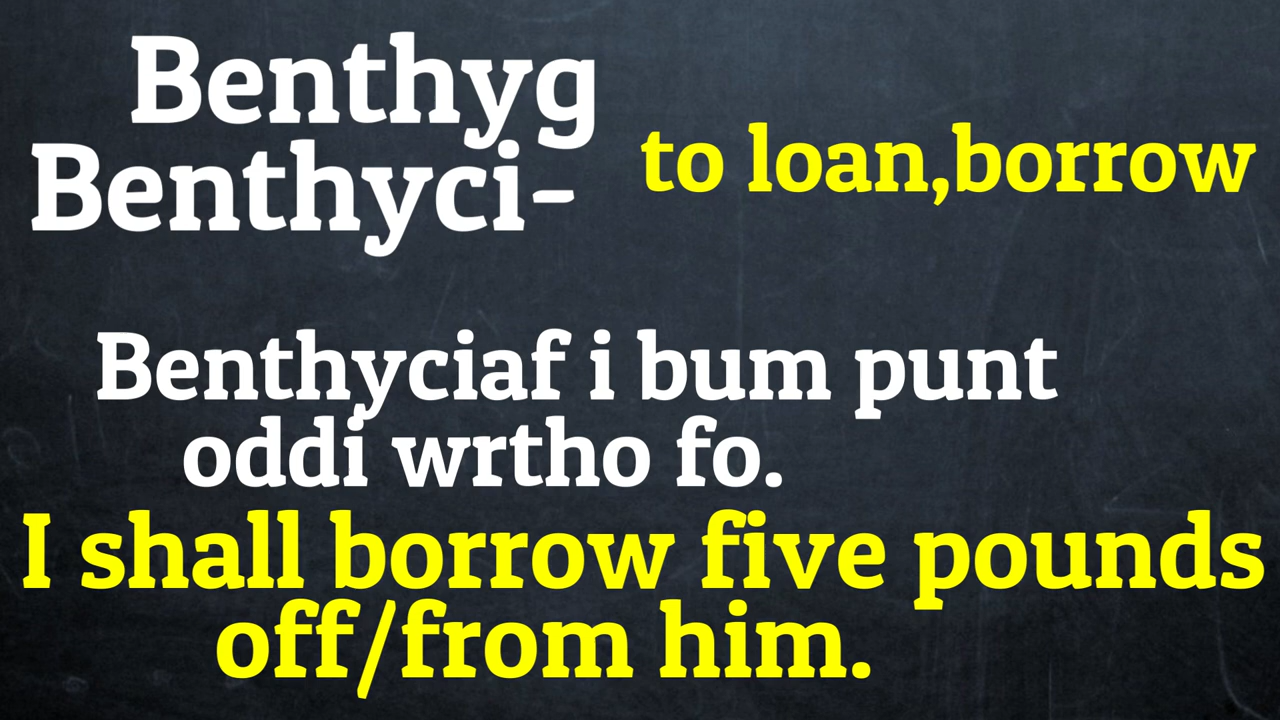 Benthyg
Benthyci-
to loan,borrow
Benthyciaf i bum punt
oddi wrtho fo.
I shall borrow five pounds
off/from him.